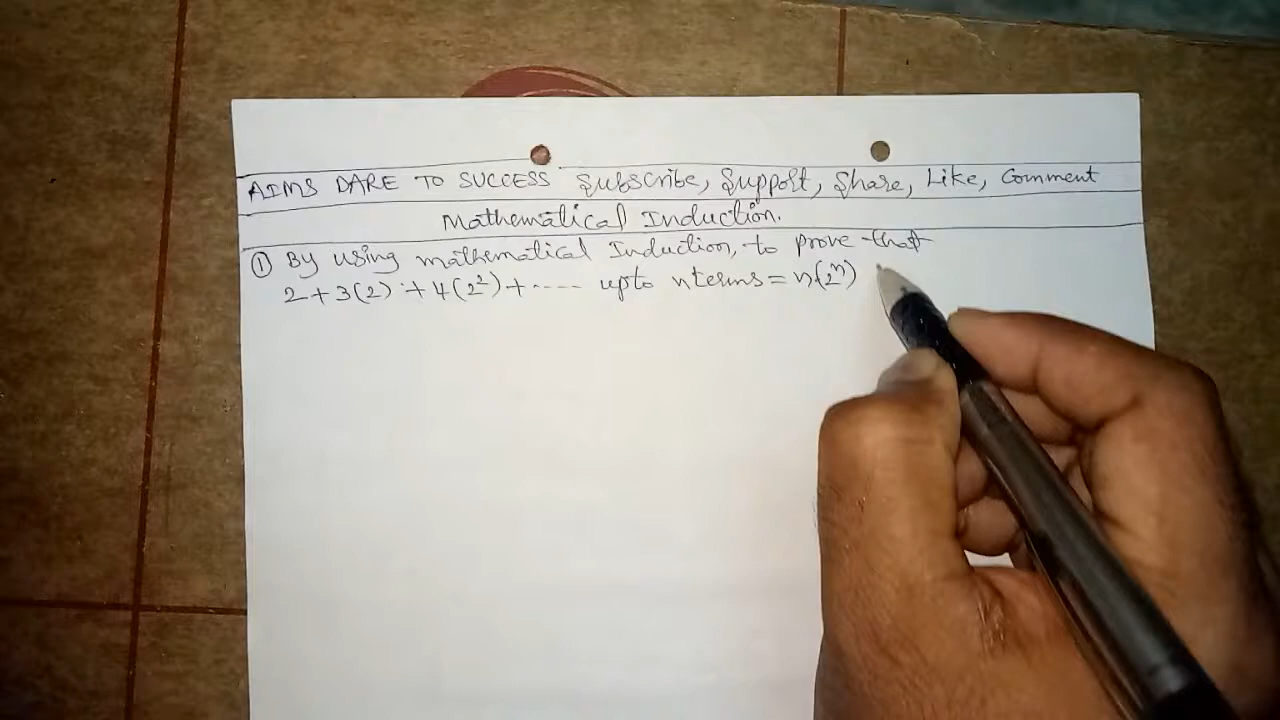 AIMS DARE TO SUCCESS Subscribe, Support, Share, Like, Comment
Mathematical Induction.
① By using mathematical Induction, to prove that
2+3(2)+4(2²)+----- upto n terms = n(2ⁿ)